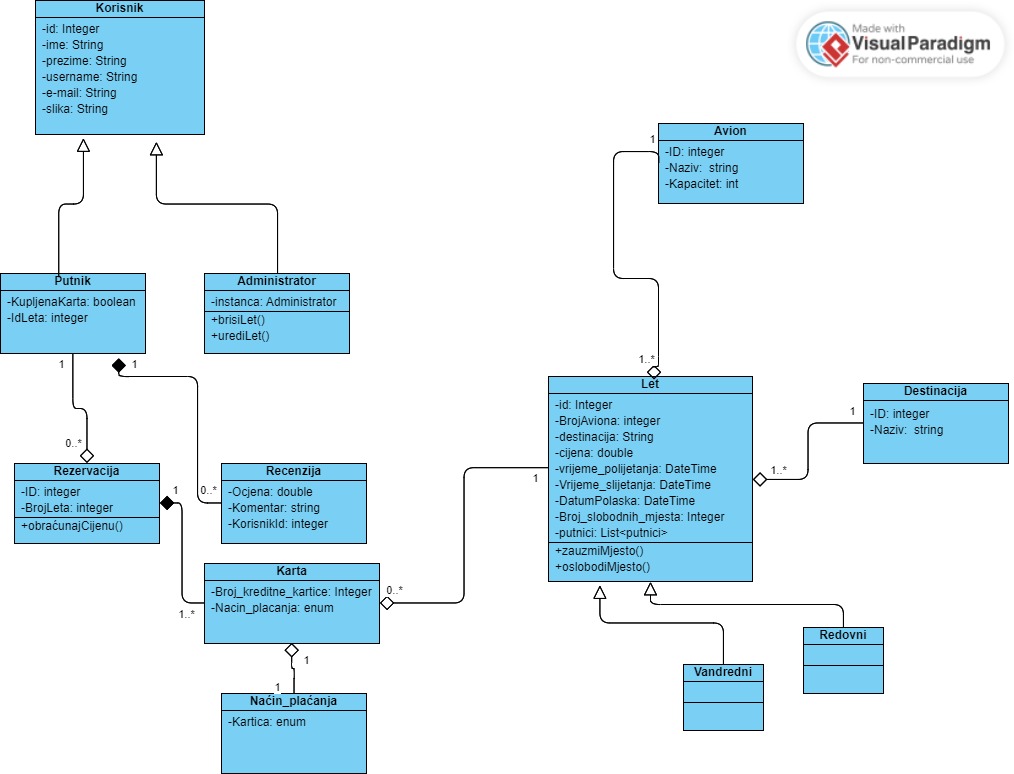 Korisnik
-id: Integer
-ime: String
-prezime: String
-username: String
-e-mail: String
-slika: String
Made with
VisualParadigm
For non-commercial use
1
Avion
-ID: integer
-Naziv:  string
-Kapacitet: int
Putnik
-KupljenaKarta: boolean
-IdLeta: integer
Administrator
-instanca: Administrator
+brisiLet()
+urediLet()
1
1
1..*
Let
-id: Integer
-BrojAviona: integer
-destinacija: String
-cijena: double
-vrijeme_polijetanja: DateTime
-Vrijeme_slijetanja: DateTime
-DatumPolaska: DateTime
-Broj_slobodnih_mjesta: Integer
-putnici: List<putnici>
+zauzmiMjesto()
+oslobodiMjesto()
1
1..*
Destinacija
-ID: integer
-Naziv:  string
0..*
Rezervacija
-ID: integer
-BrojLeta: integer
+obraćunajCijenu()
1
0..*
Recenzija
-Ocjena: double
-Komentar: string
-KorisnikId: integer
1
1..*
Karta
-Broj_kreditne_kartice: Integer
-Nacin_placanja: enum
0..*
1
1
Naćin_plaćanja
-Kartica: enum
Vandredni
Redovni